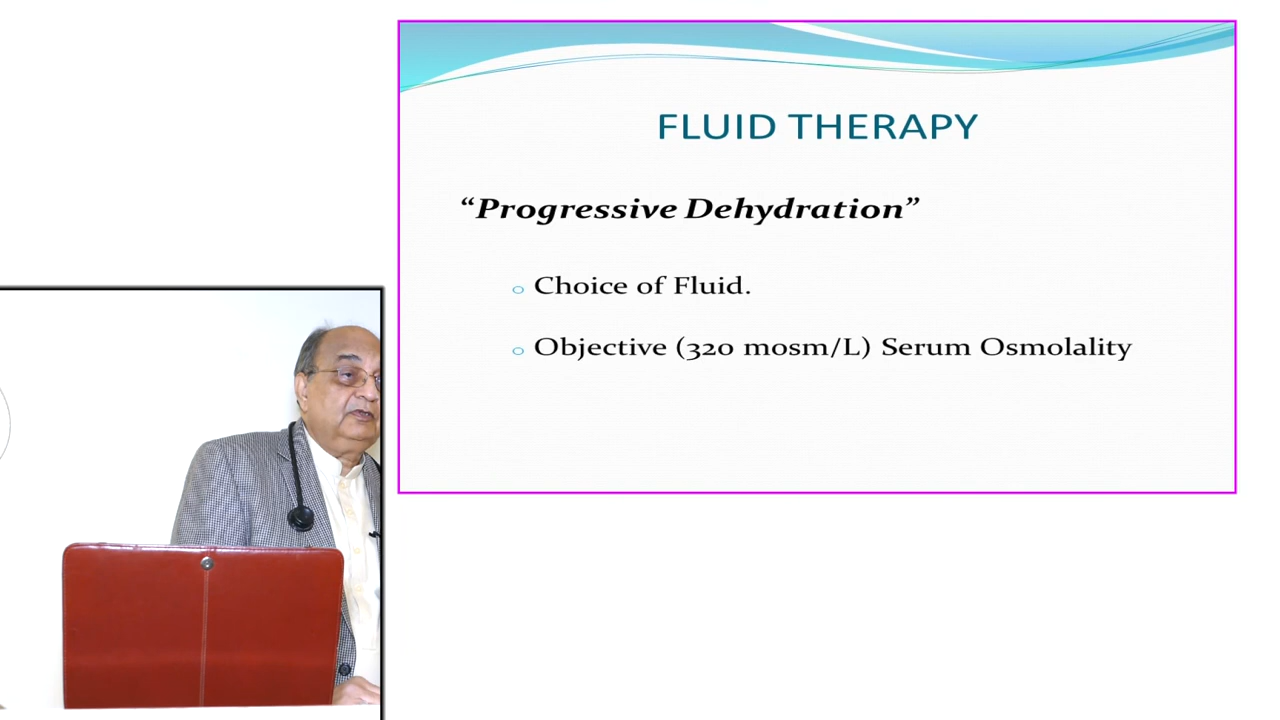 FLUID THERAPY
“Progressive Dehydration”
Choice of Fluid.
Objective (320 mosm/L) Serum Osmolality